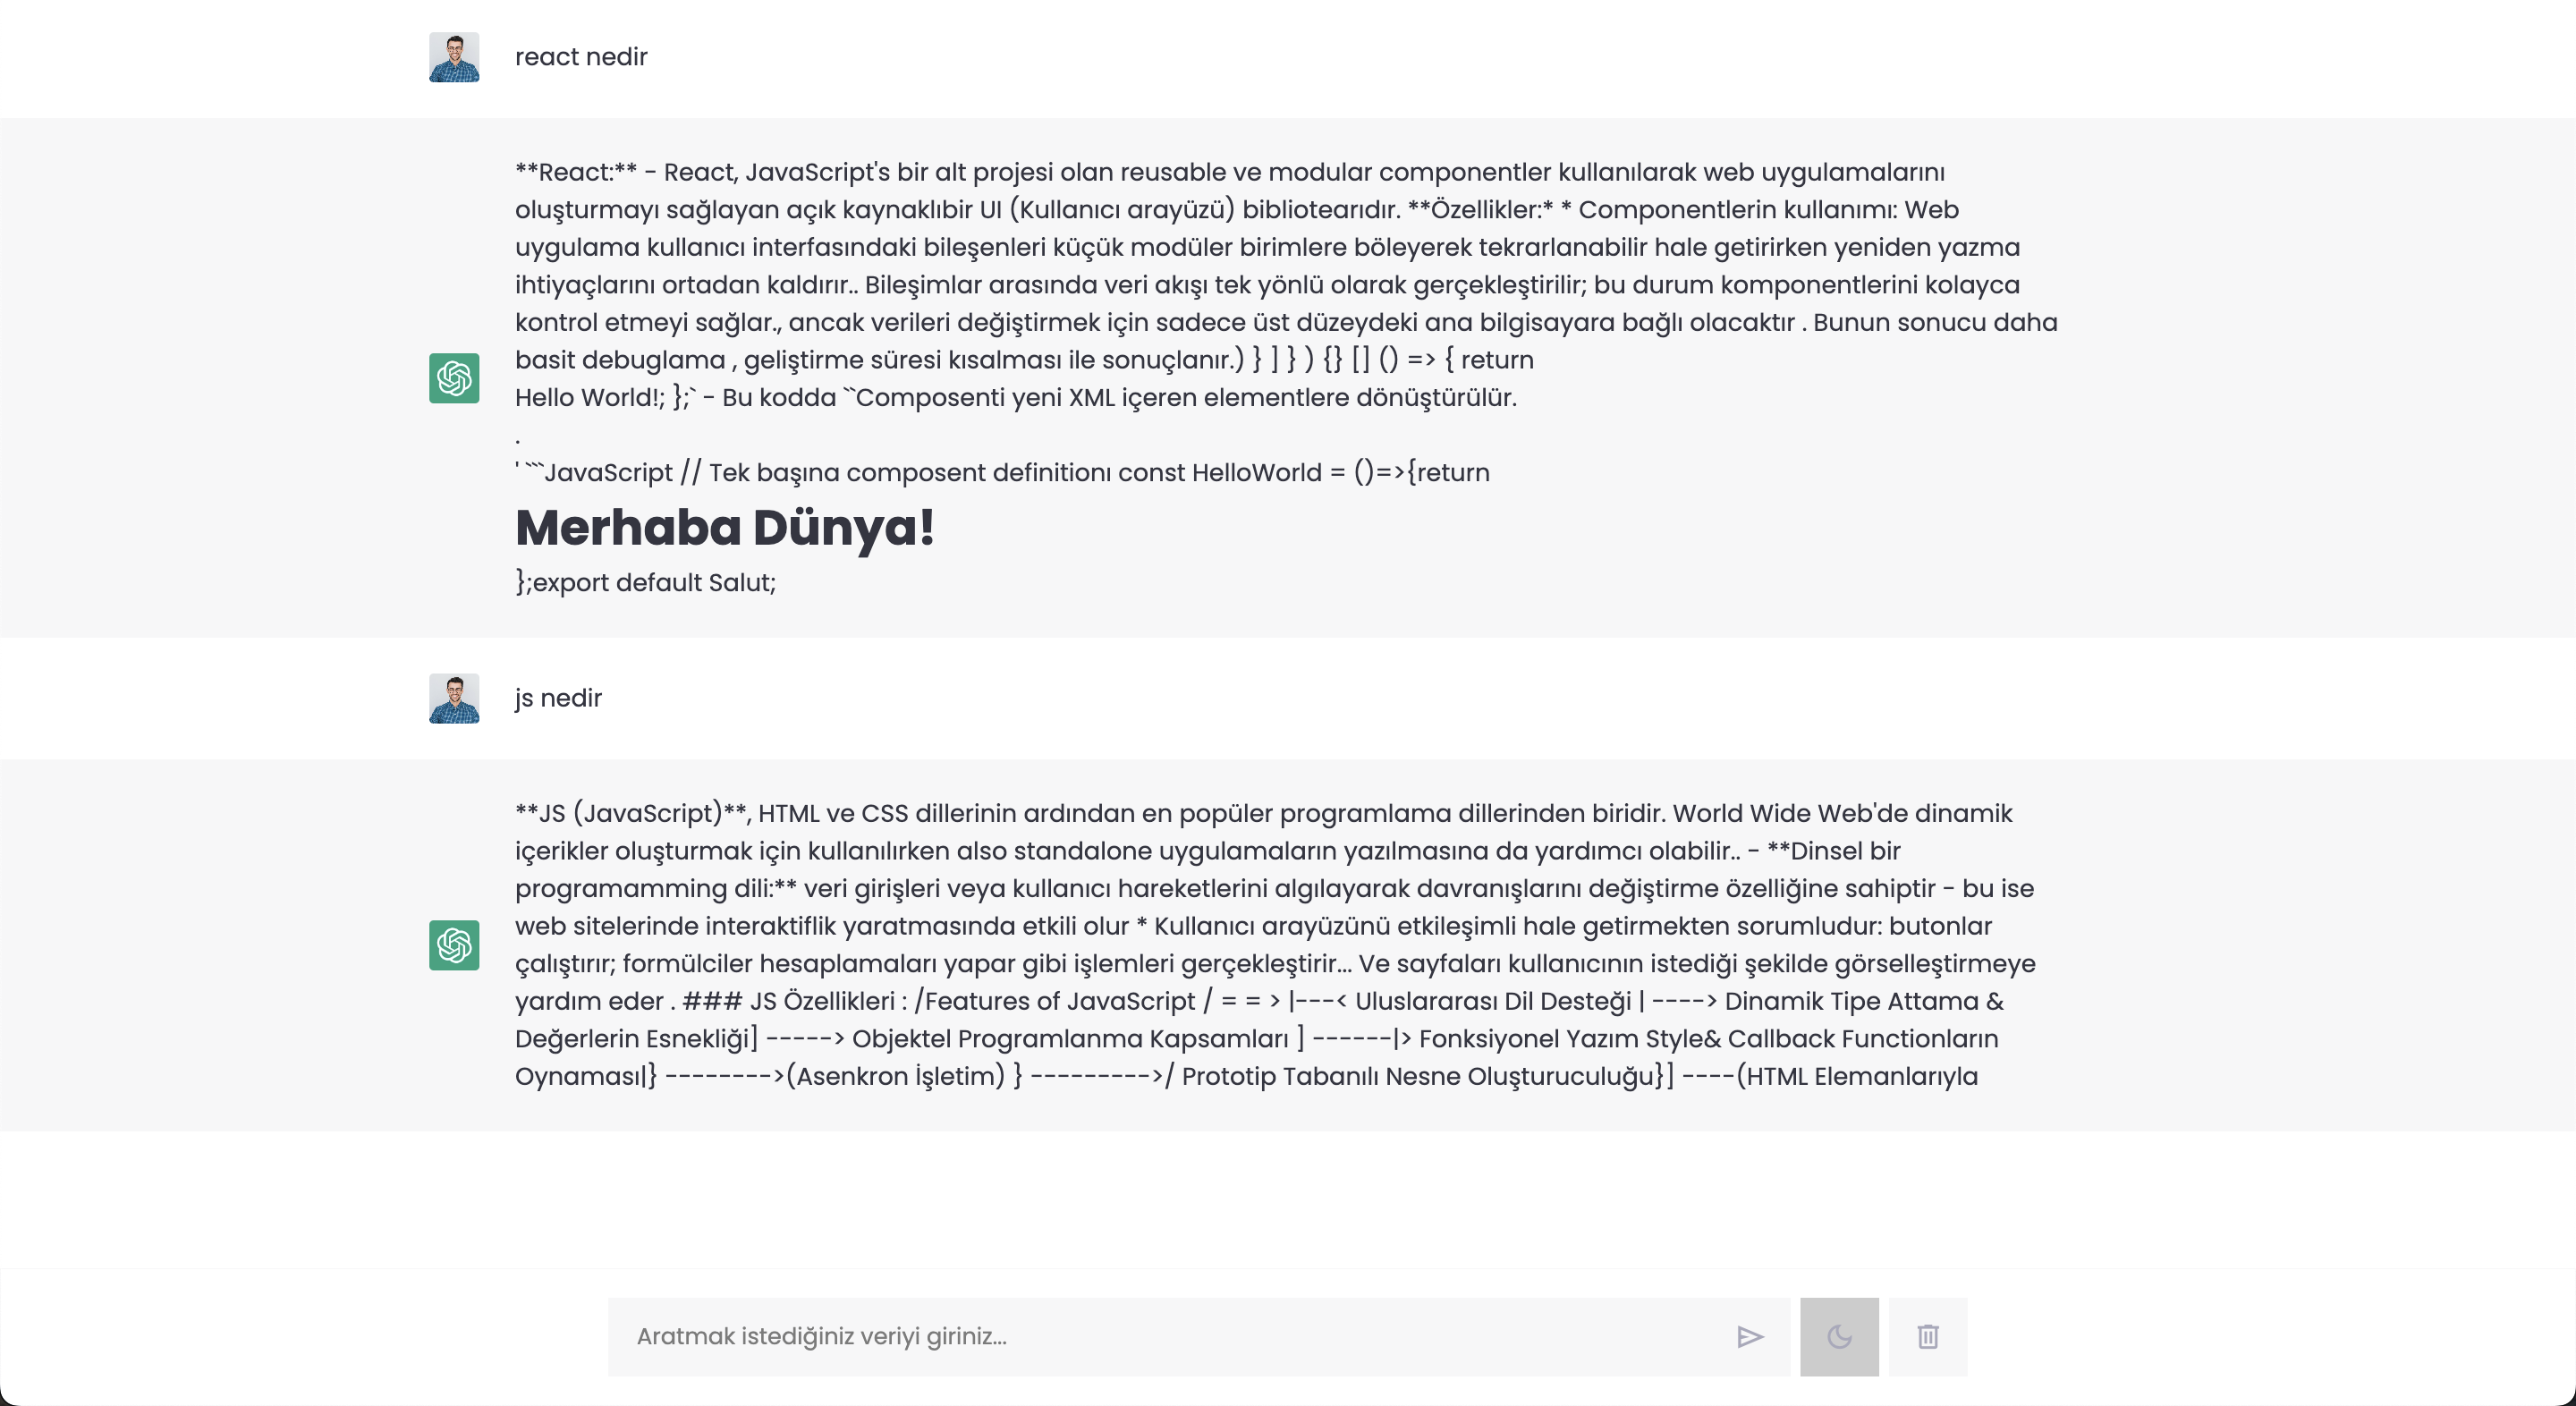 react nedir
**React:** - React, JavaScript's bir alt projesi olan reusable ve modular componentler kullanılarak web uygulamalarını
oluşturmayı sağlayan açık kaynaklıbir UI (Kullanıcı arayüzü) bibliotearıdır. **Özellikler:* * Componentlerin kullanımı: Web
uygulama kullanıcı interfasındaki bileşenleri küçük modüler birimlere böleyerek tekrarlanabilir hale getirirken yeniden yazma
ihtiyaçlarını ortadan kaldırır.. Bileşimlar arasında veri akışı tek yönlü olarak gerçekleştirilir; bu durum komponentlerini kolayca
kontrol etmeyi sağlar., ancak verileri değiştirmek için sadece üst düzeydeki ana bilgisayara bağlı olacaktır . Bunun sonucu daha
basit debuglama , geliştirme süresi kısalması ile sonuçlanır.) } ] } ) {} [] () => { return
Hello World!; };` - Bu kodda ``Composenti yeni XML içeren elementlere dönüştürülür.
.
' ```JavaScript // Tek başına composent definitionı const HelloWorld = ()=>{return
Merhaba Dünya!
};export default Salut;
js nedir
**JS (JavaScript)**, HTML ve CSS dillerinin ardından en popüler programlama dillerinden biridir. World Wide Web'de dinamik
içerikler oluşturmak için kullanılırken also standalone uygulamaların yazılmasına da yardımcı olabilir.. - **Dinsel bir
programamming dili:** veri girişleri veya kullanıcı hareketlerini algılayarak davranışlarını değiştirme özelliğine sahiptir - bu ise
web sitelerinde interaktiflik yaratmasında etkili olur * Kullanıcı arayüzünü etkileşimli hale getirmekten sorumludur: butonlar
çalıştırır; formülciler hesaplamaları yapar gibi işlemleri gerçekleştirir... Ve sayfaları kullanıcının istediği şekilde görselleştirmeye
yardım eder . ### JS Özellikleri : /Features of JavaScript / = = > |---< Uluslararası Dil Desteği | ----> Dinamik Tipe Attama &
Değerlerin Esnekliği] -----> Objektel Programlanma Kapsamları ] ------|> Fonksiyonel Yazım Style& Callback Functionların
Oynaması|} -------->(Asenkron İşletim) } --------->/ Prototip Tabanılı Nesne Oluşturuculuğu}] ----(HTML Elemanlarıyla
Aratmak istediğiniz veriyi giriniz...